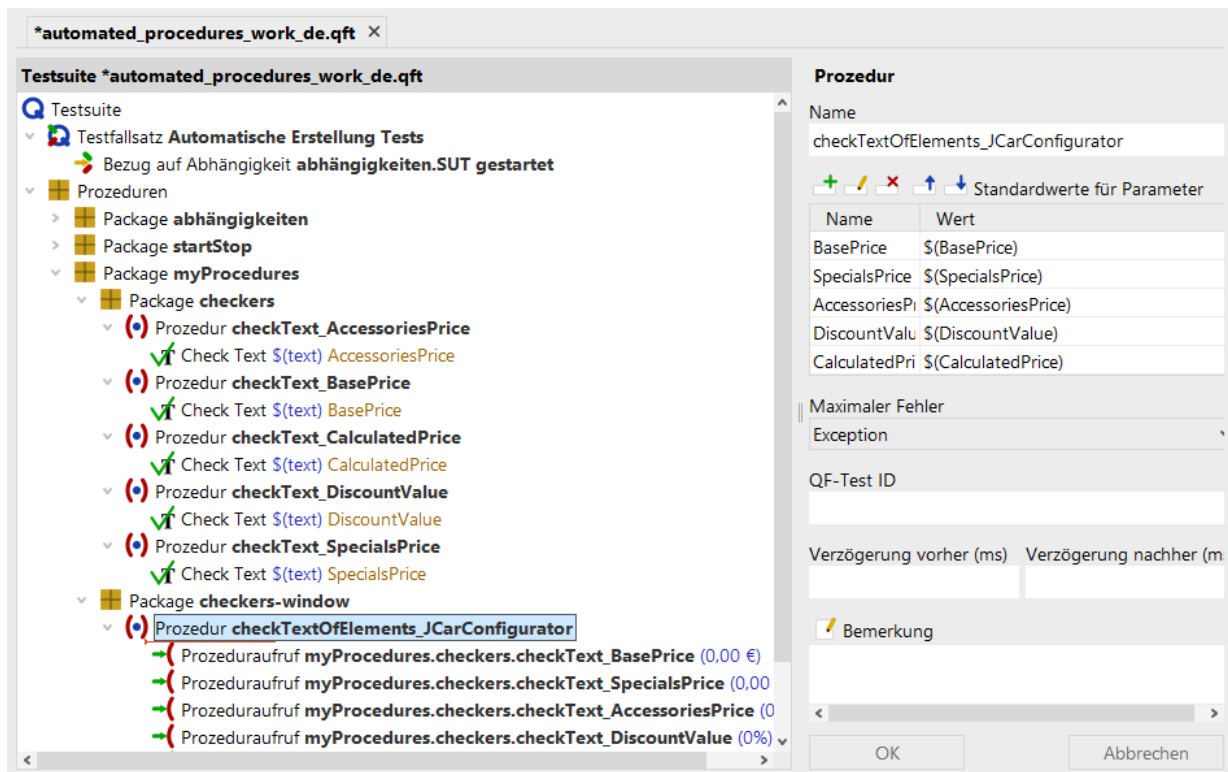 *automated_procedures_work_de.qft ×
Testsuite *automated_procedures_work_de.qft
Testsuite
Testfallsatz Automatische Erstellung Tests
Bezug auf Abhängigkeit abhängigkeiten.SUT gestartet
Prozeduren
Package abhängigkeiten
Package startStop
Package myProcedures
Package checkers
Prozedur checkText_AccessoriesPrice
Check Text $(text) AccessoriesPrice
Prozedur checkText_BasePrice
Check Text $(text) BasePrice
Prozedur checkText_CalculatedPrice
Check Text $(text) CalculatedPrice
Prozedur checkText_DiscountValue
Check Text $(text) DiscountValue
Prozedur checkText_SpecialsPrice
Check Text $(text) SpecialsPrice
Package checkers-window
Prozedur checkTextOfElements_JCarConfigurator
Prozeduraufruf myProcedures.checkers.checkText_BasePrice (0,00 €)
Prozeduraufruf myProcedures.checkers.checkText_SpecialsPrice (0,00
Prozeduraufruf myProcedures.checkers.checkText_AccessoriesPrice (0
Prozeduraufruf myProcedures.checkers.checkText_DiscountValue (0%)
Prozedur
Name
checkTextOfElements_JCarConfigurator
Standardwerte für Parameter
Name Wert
BasePrice $(BasePrice)
SpecialsPrice $(SpecialsPrice)
AccessoriesPr $(AccessoriesPrice)
DiscountValu $(DiscountValue)
CalculatedPri $(CalculatedPrice)
Maximaler Fehler
Exception
QF-Test ID
Verzögerung vorher (ms) Verzögerung nachher (m
Bemerkung
OK Abbrechen